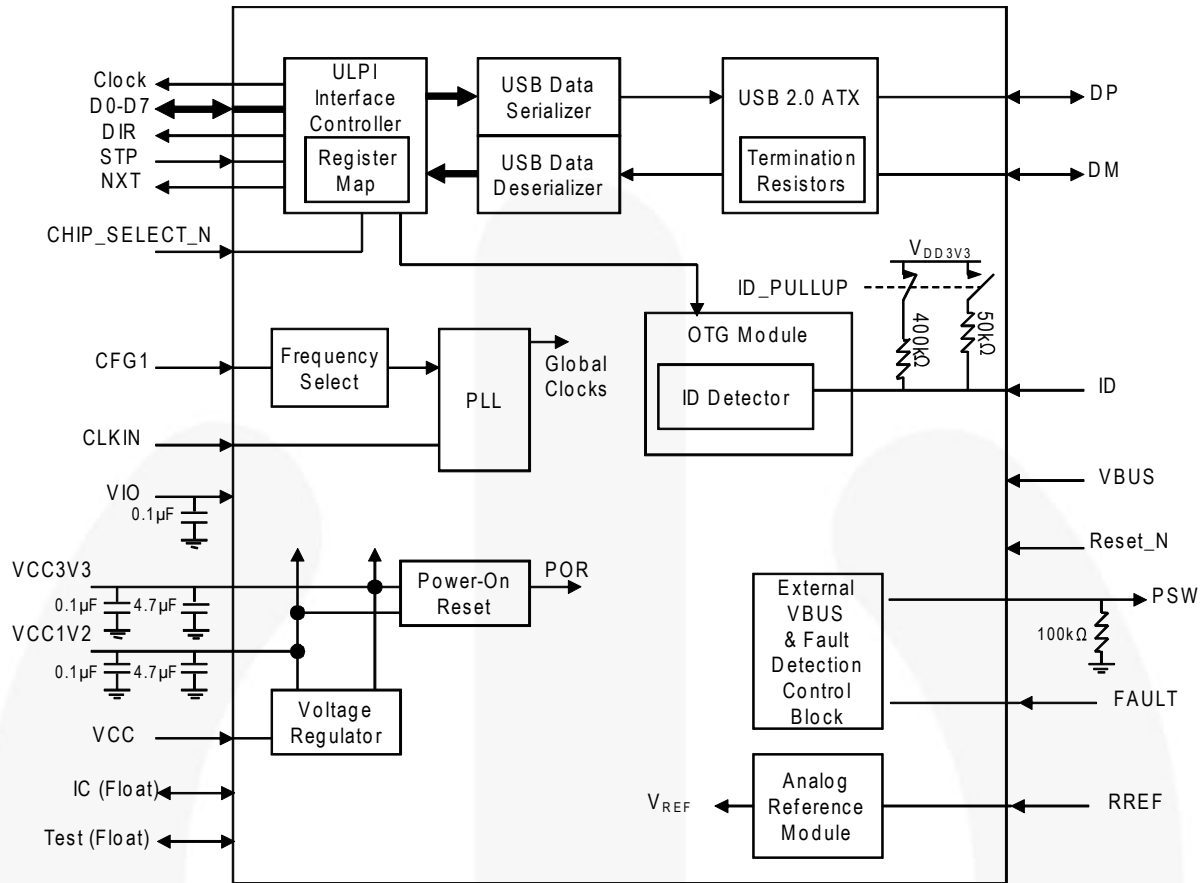 Clock
D0-D7
DIR
STP
NXT
CHIP_SELECT_N
ULPI
Interface
Controller
Register
Map
USB Data
Serializer
USB Data
Deserializer
USB 2.0 ATX
Termination
Resistors
DP
DM
VDD3V3
ID_PULLUP
400kΩ
50kΩ
OTG Module
ID Detector
ID
CFG1
Frequency
Select
PLL
Global
Clocks
CLKIN
VIO
0.1µF
VBUS
Reset_N
VCC3V3
0.1µF
4.7µF
VCC1V2
0.1µF
4.7µF
Power-On
Reset
POR
Voltage
Regulator
VCC
External
VBUS
& Fault
Detection
Control
Block
PSW
100kΩ
FAULT
IC (Float)
Test (Float)
VREF
Analog
Reference
Module
RREF